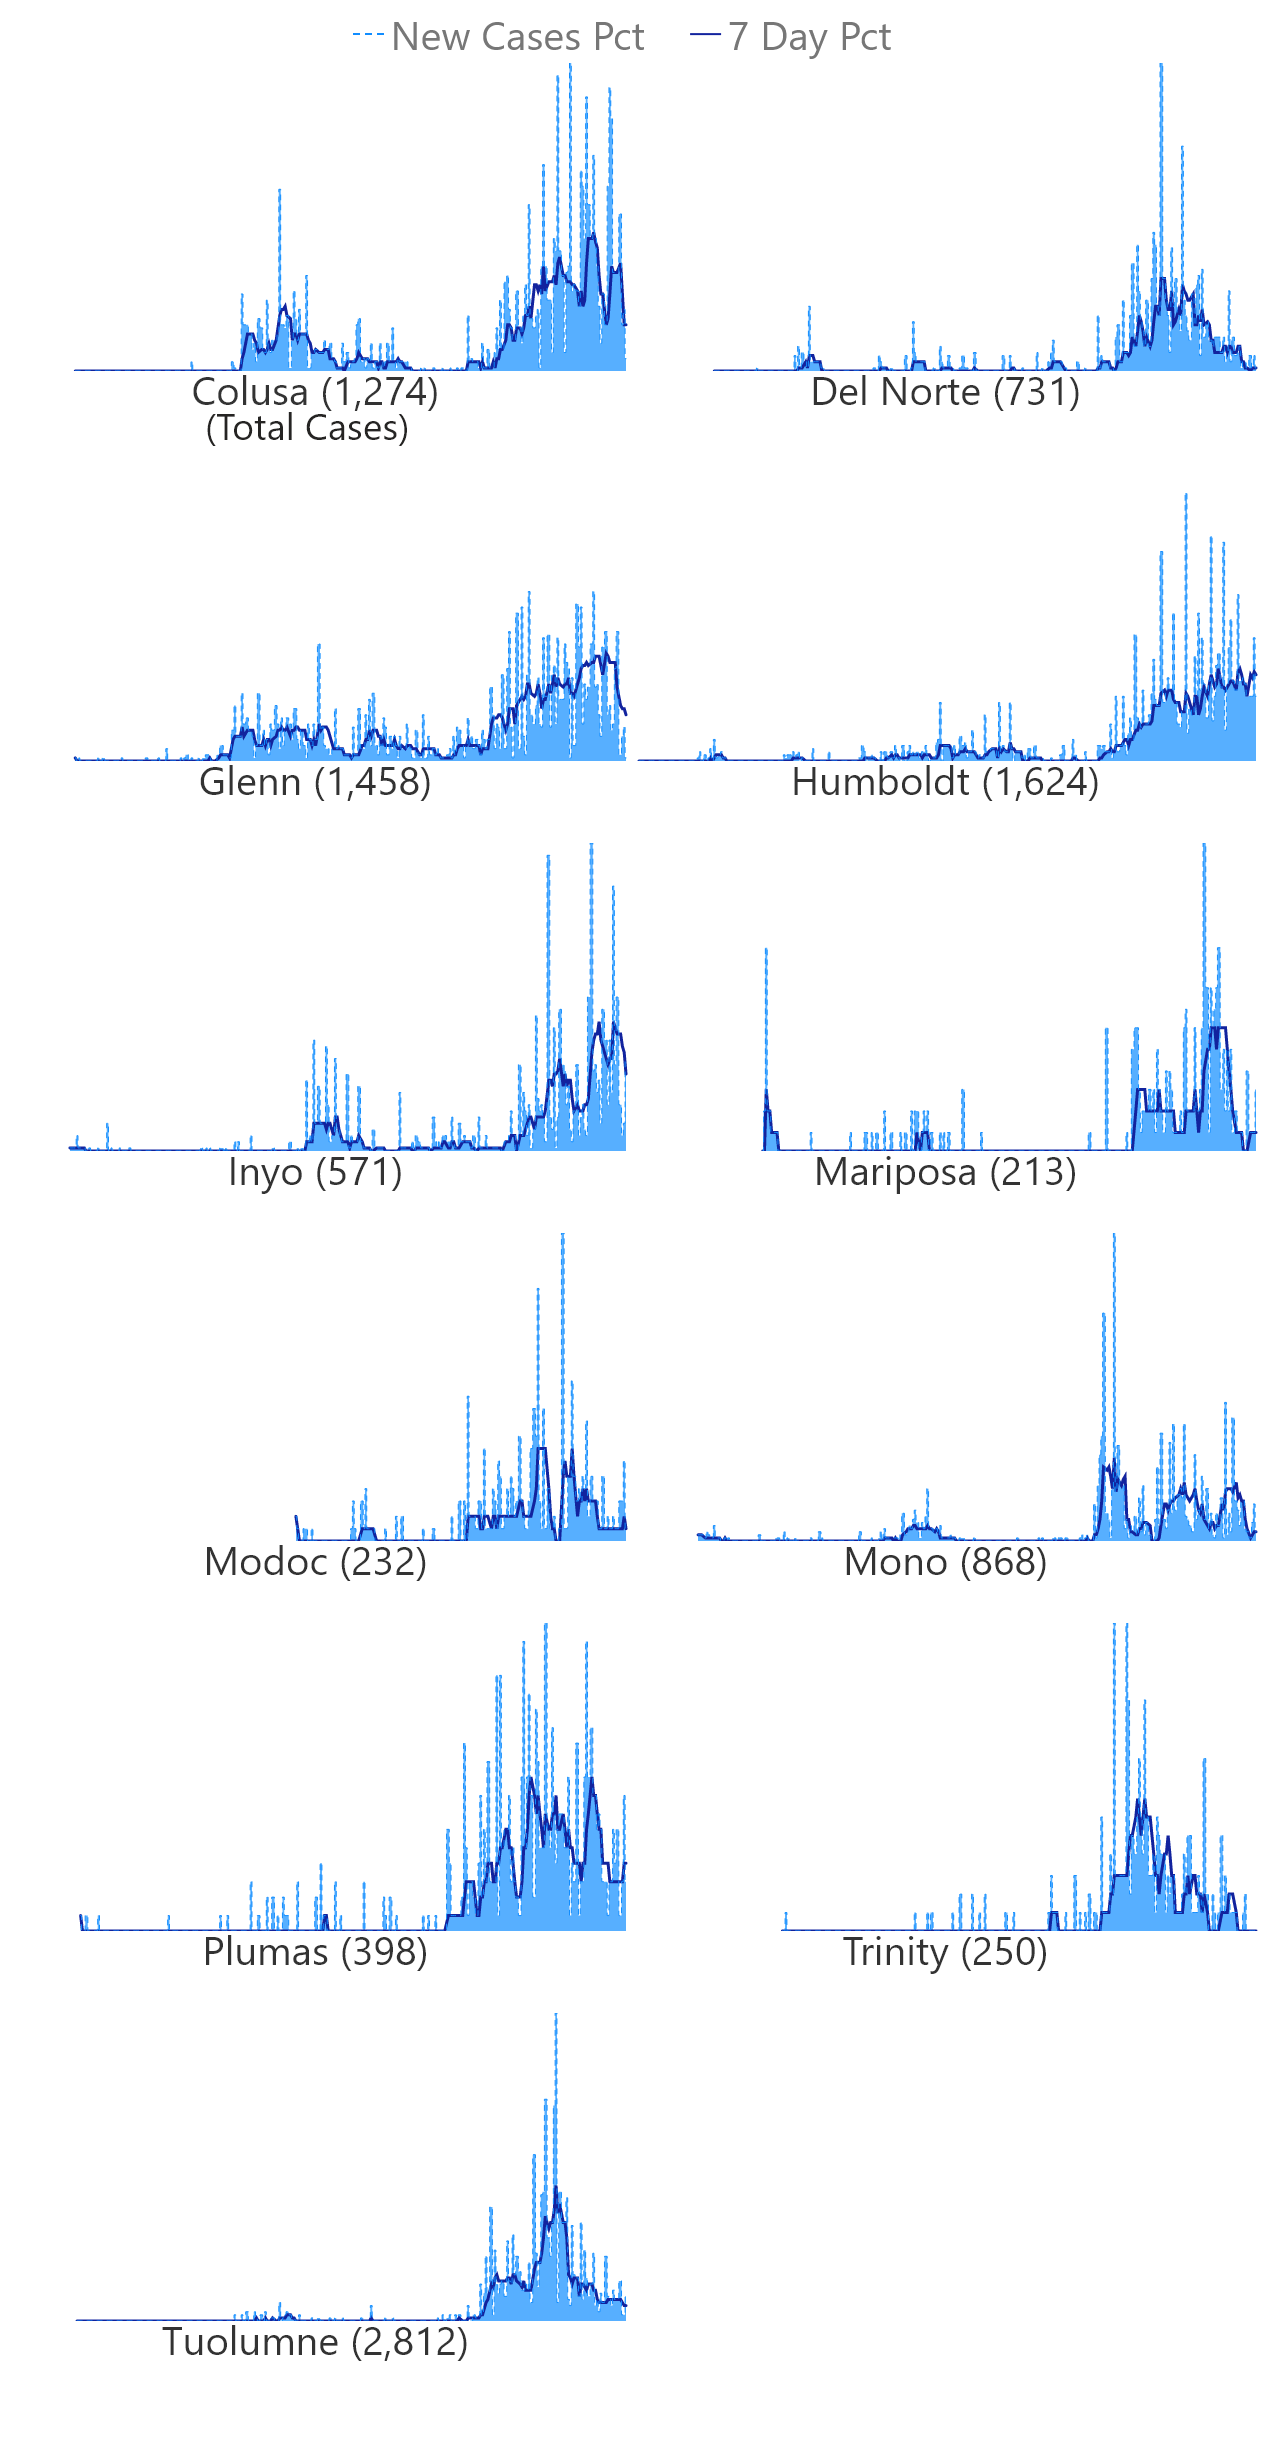 New Cases Pct 7 Day Pct
Colusa (1,274) Del Norte (731)
(Total Cases)
Glenn (1,458) Humboldt (1,624)
Inyo (571) Mariposa (213)
Modoc (232) Mono (868)
Plumas (398) Trinity (250)
Tuolumne (2,812)